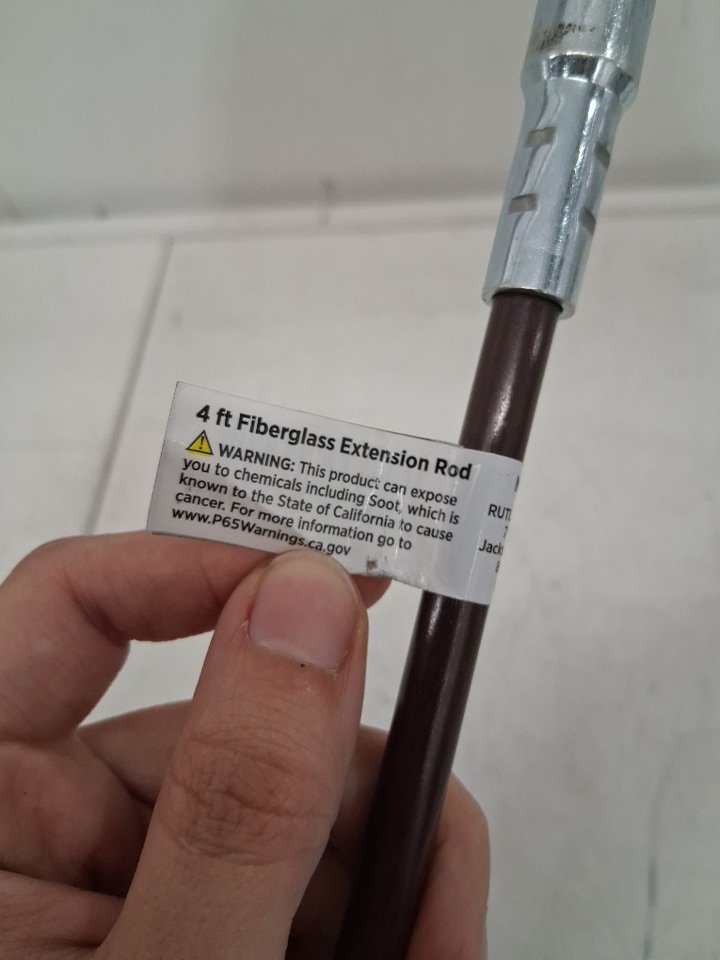 4 ft Fiberglass Extension Rod
WARNING: This product can expose
you to chemicals including Soot, which is
known to the State of California to cause
cancer. For more information go to
www.P65Warnings.ca.gov